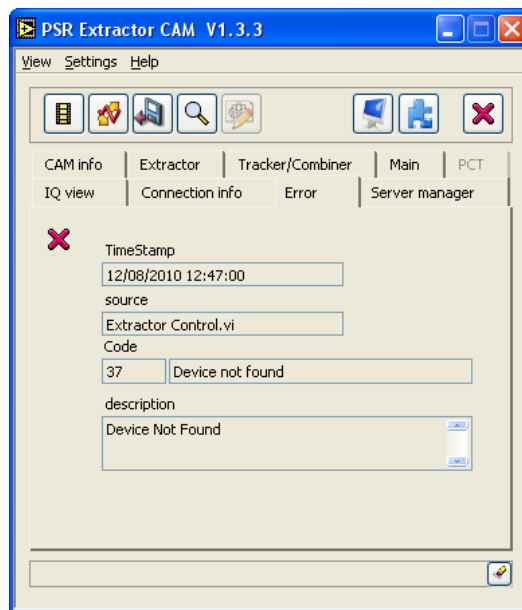 PSR Extractor CAM V1.3.3
View Settings Help
CAM info Extractor Tracker/Combiner Main PCT
IQ view Connection info Error Server manager
TimeStamp
12/08/2010 12:47:00
source
Extractor Control.vi
Code
37 Device not found
description
Device Not Found